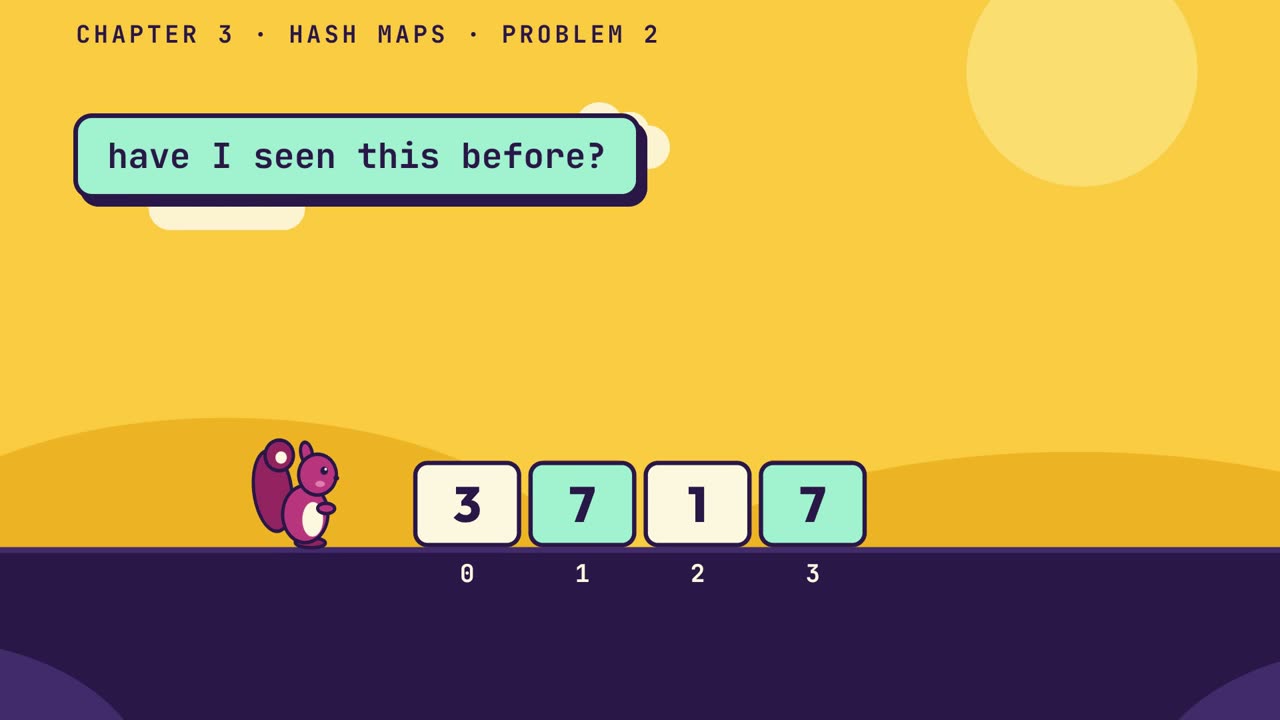 CHAPTER 3 · HASH MAPS · PROBLEM 2
have I seen this before?
3 7 1 7
0 1 2 3